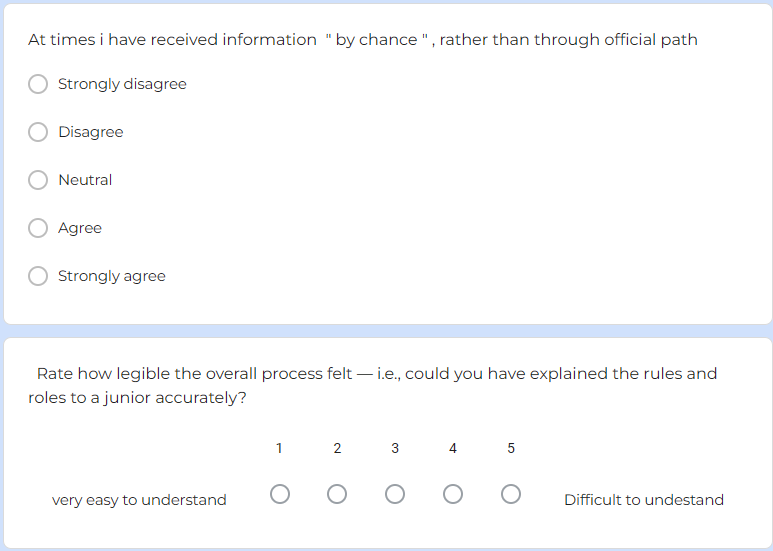 At times i have received information " by chance " , rather than through official path
Strongly disagree
Disagree
Neutral
Agree
Strongly agree
Rate how legible the overall process felt — i.e., could you have explained the rules and
roles to a junior accurately?
1 2 3 4 5
very easy to understand Difficult to undestand